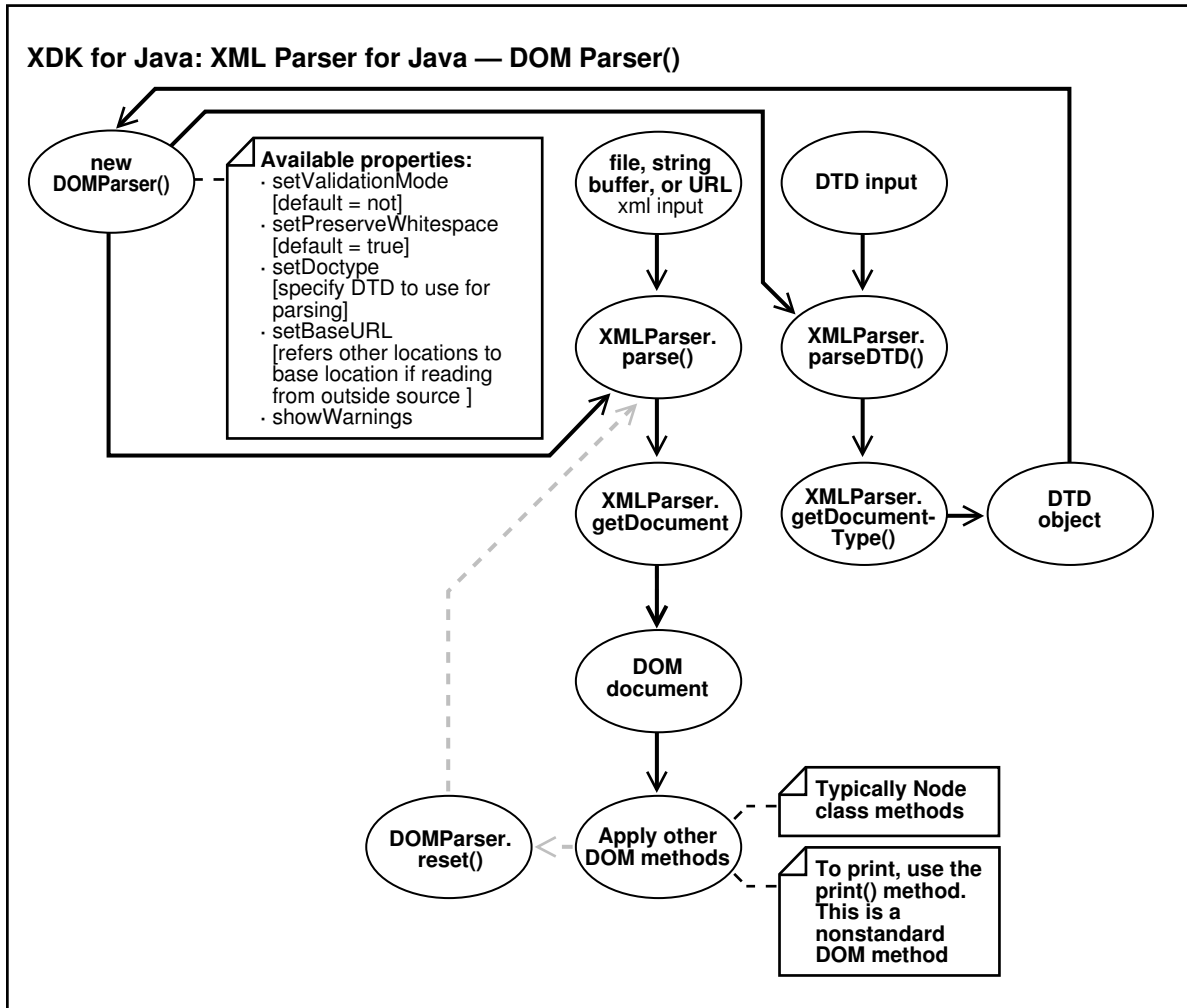 XDK for Java: XML Parser for Java — DOM Parser()
new
DOMParser()
Available properties:
· setValidationMode
[default = not]
· setPreserveWhitespace
[default = true]
· setDoctype
[specify DTD to use for
parsing]
· setBaseURL
[refers other locations to
base location if reading
from outside source ]
· showWarnings
file, string
buffer, or URL
xml input
DTD input
XMLParser.
parse()
XMLParser.
parseDTD()
XMLParser.
getDocument
XMLParser.
getDocument-
Type()
DTD
object
DOM
document
DOMParser.
reset()
Apply other
DOM methods
Typically Node
class methods
To print, use the
print() method.
This is a
nonstandard
DOM method